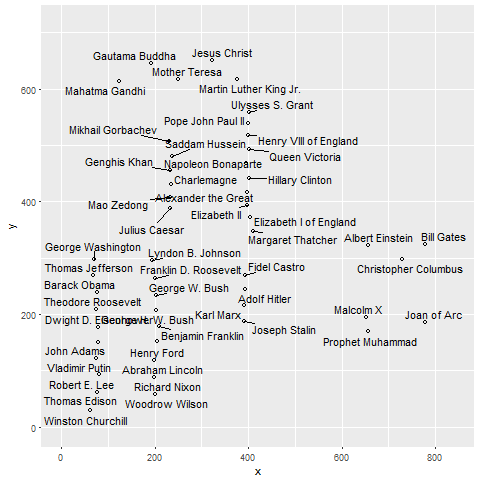 Gautama Buddha
Jesus Christ
Mother Teresa
Mahatma Gandhi
Martin Luther King Jr.
600
Ulysses S. Grant
Pope John Paul II
Mikhail Gorbachev
Saddam Hussein
Henry VIII of England
Queen Victoria
Genghis Khan
Napoleon Bonaparte
Charlemagne
Hillary Clinton
400
Alexander the Great
Mao Zedong
Elizabeth II
Elizabeth I of England
Julius Caesar
y
Margaret Thatcher
Albert Einstein
Bill Gates
George Washington
Lyndon B. Johnson
Thomas Jefferson
Franklin D. Roosevelt
Fidel Castro
Christopher Columbus
Barack Obama
George W. Bush
Theodore Roosevelt
Adolf Hitler
200
Dwight D. Eisenhower
George H. W. Bush
Karl Marx
Malcolm X
Joan of Arc
Joseph Stalin
Benjamin Franklin
Prophet Muhammad
John Adams
Henry Ford
Vladimir Putin
Abraham Lincoln
Robert E. Lee
Richard Nixon
Thomas Edison
Woodrow Wilson
Winston Churchill
0
0 200 400 600 800
x